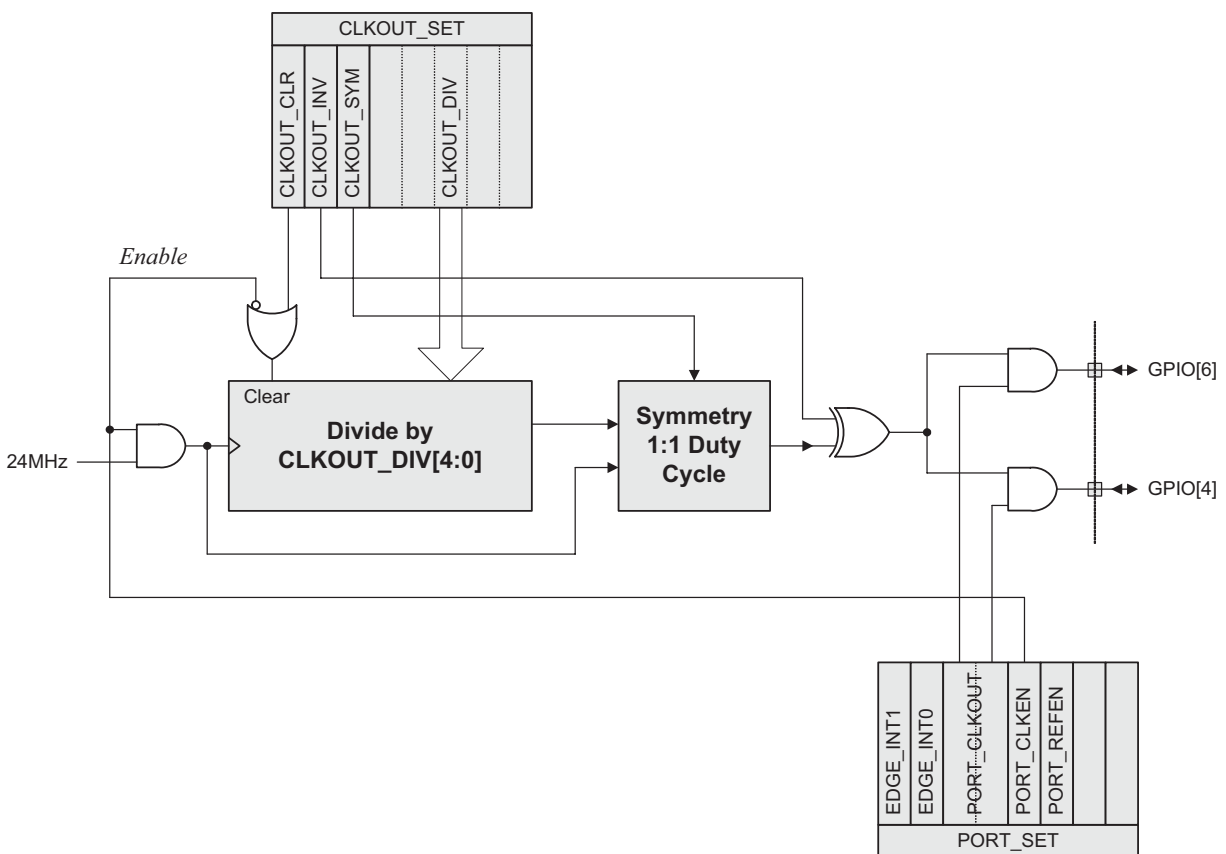 CLKOUT_SET
CLKOUT_CLR
CLKOUT_INV
CLKOUT_SYM
CLKOUT_DIV
Enable
Clear
Divide by
CLKOUT_DIV[4:0]
Symmetry
1:1 Duty
Cycle
24MHz
GPIO[6]
GPIO[4]
EDGE_INT1
EDGE_INT0
PORT_CLKOUT
PORT_CLKEN
PORT_REFEN
PORT_SET